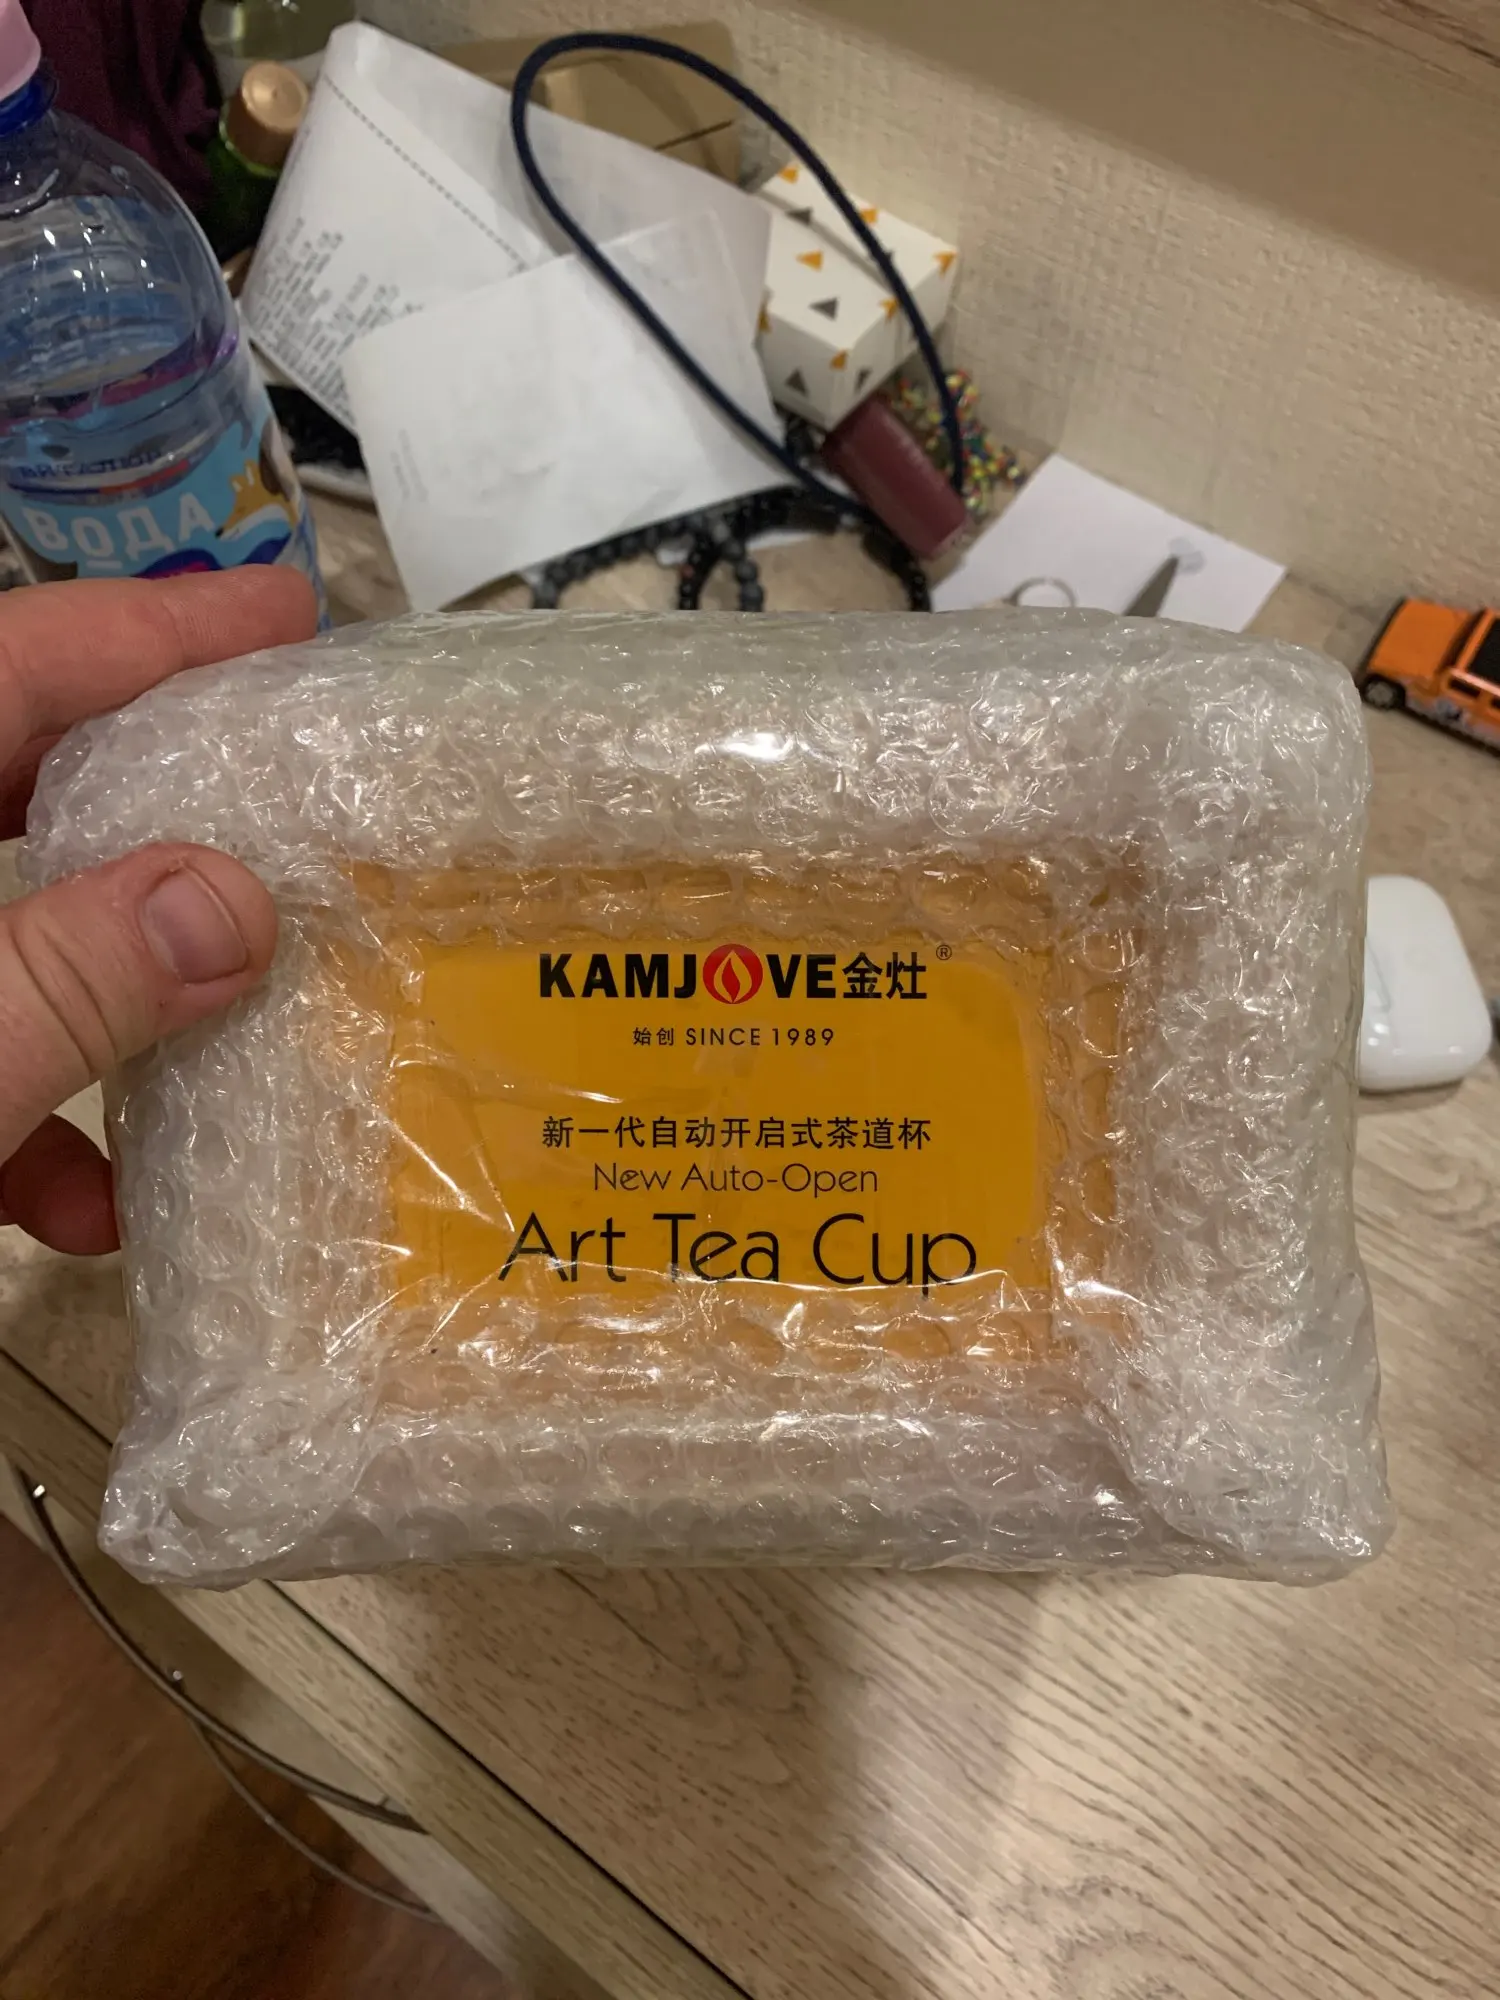 ВОДА
KAMJOVE金灶®
始创 SINCE 1989
新一代自动开启式茶道杯
New Auto-Open
Art Tea Cup